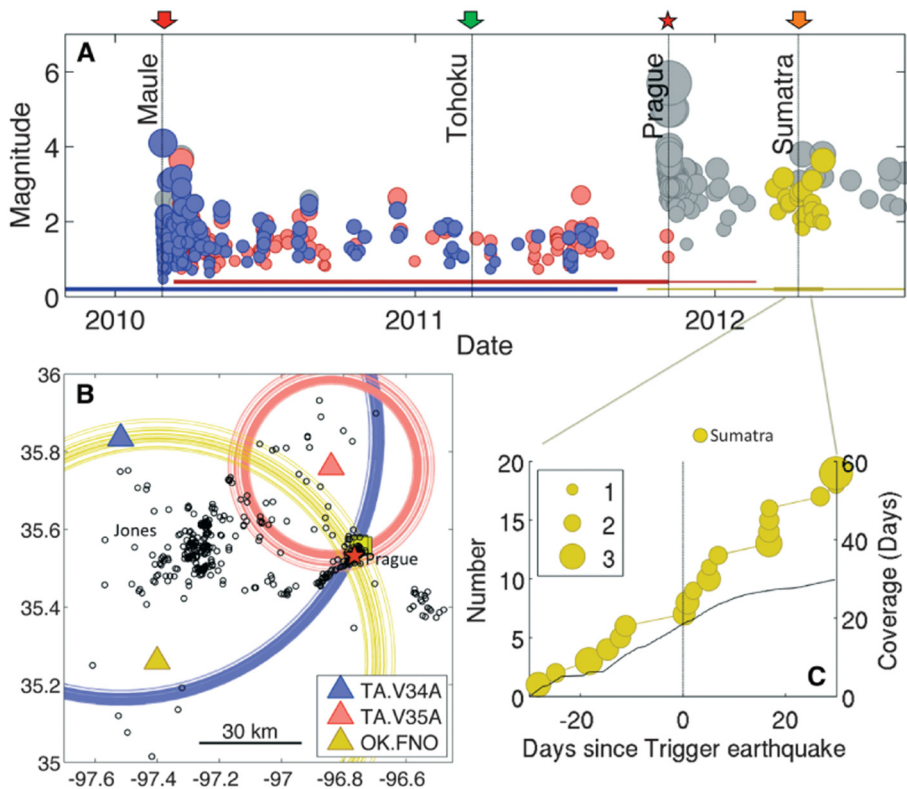 A
Maule
Tohoku
Prague
Sumatra
Magnitude
6
4
2
0
2010 2011 2012
Date
B
36
35.8
35.6
35.4
35.2
35
Jones
Prague
TA.V34A
TA.V35A
OK.FNO
30 km
-97.6 -97.4 -97.2 -97 -96.8 -96.6
Sumatra
20
15
10
5
0
Number
1
2
3
60
40
20
0
Coverage (Days)
C
-20 0 20
Days since Trigger earthquake